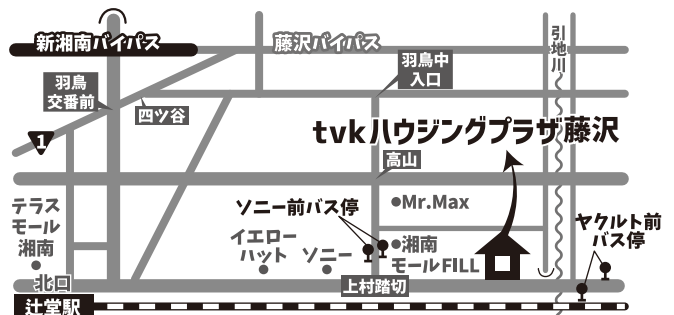 新湘南バイパス
藤沢バイパス
引地川
羽鳥
交番前
四ツ谷
羽鳥中
入口
1
tvkハウジングプラザ藤沢
高山
テラス
モール
湘南
ソニー前バス停
Mr.Max
ヤクルト前
バス停
イエロー
ハット
ソニー
湘南
モールFILL
北口
辻堂駅
上村踏切